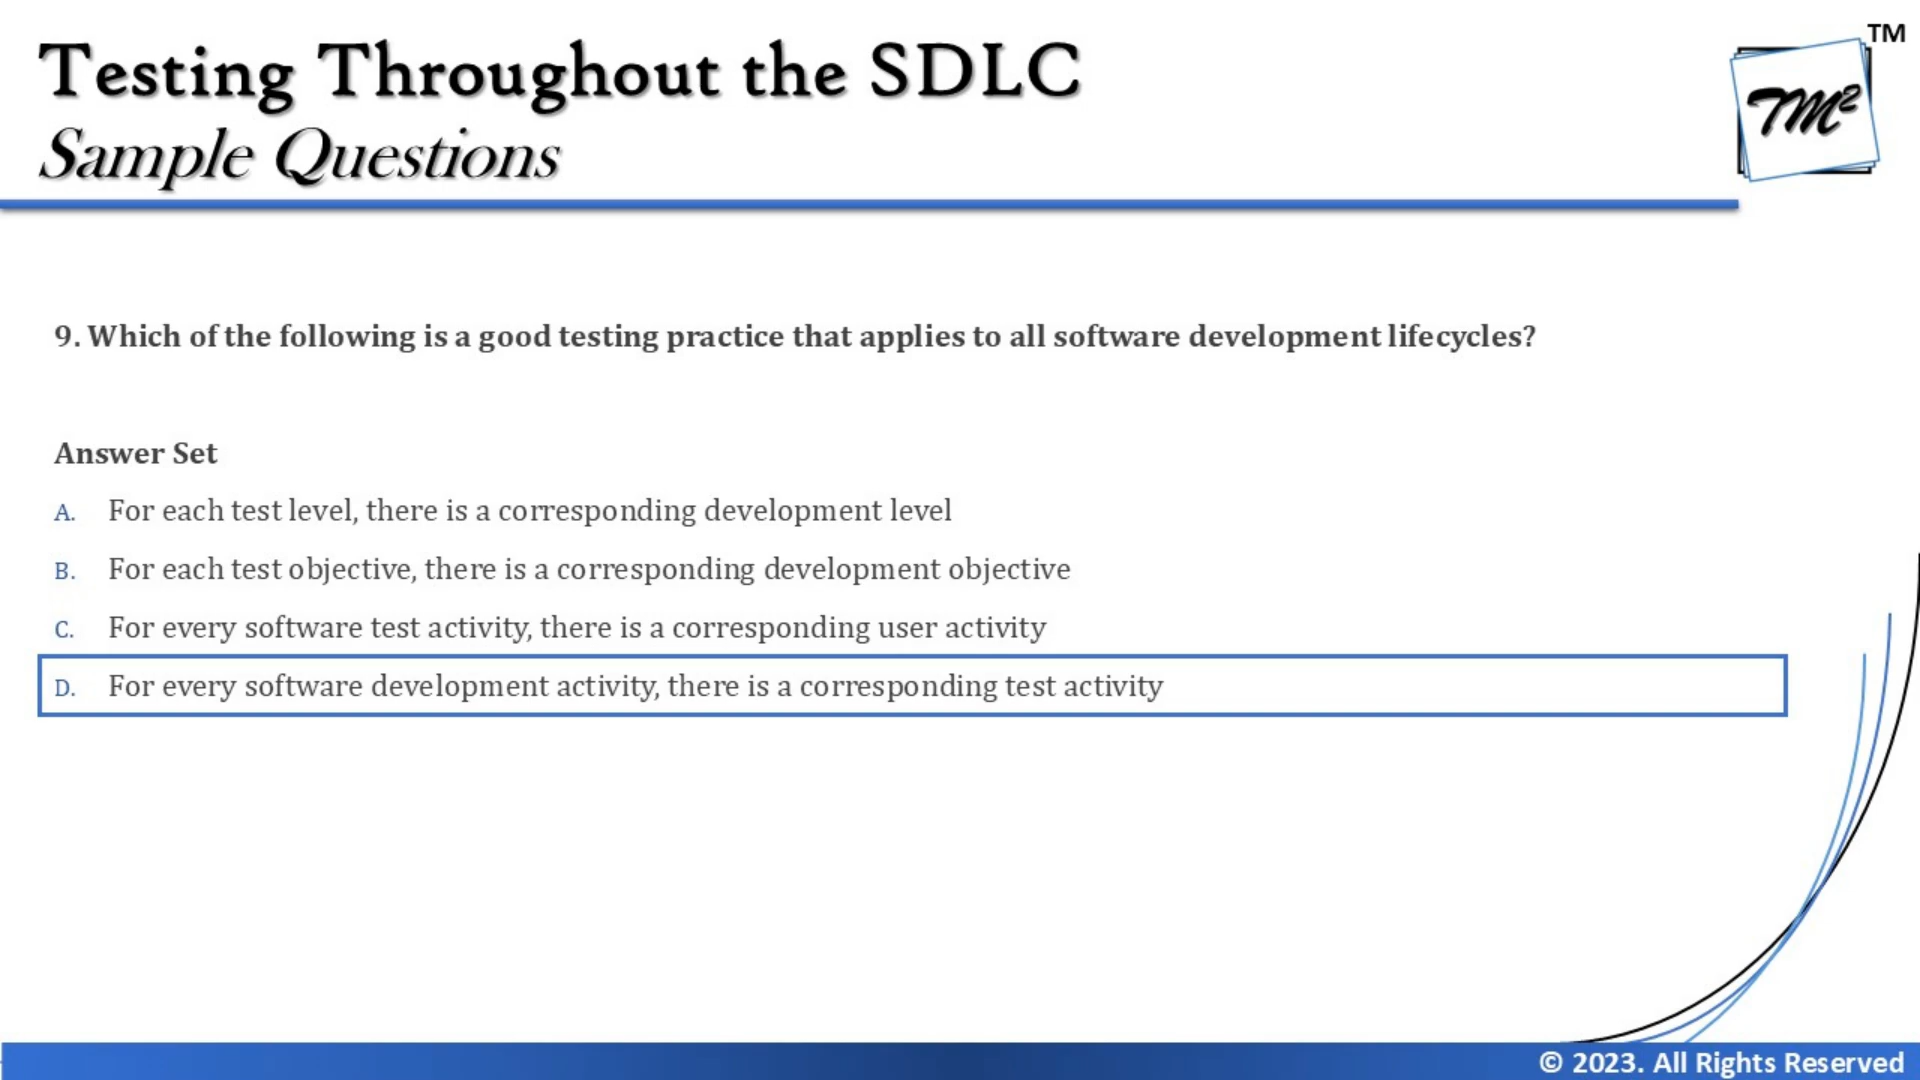 Testing Throughout the SDLC
TM
Sample Questions
TM²
9. Which of the following is a good testing practice that applies to all software development lifecycles?
Answer Set
A. For each test level, there is a corresponding development level
B. For each test objective, there is a corresponding development objective
C. For every software test activity, there is a corresponding user activity
D. For every software development activity, there is a corresponding test activity
© 2023. All Rights Reserved